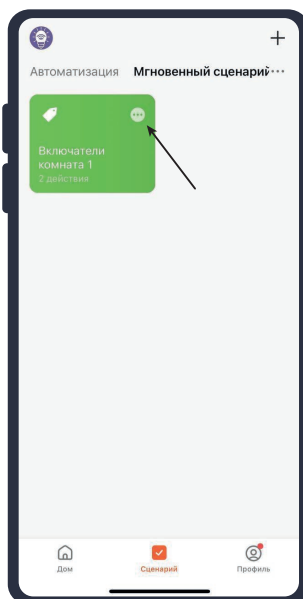 Автоматизация Мгновенный сценарий ...
Включатели
комната 1
2 действия
Дом Сценарий Профиль